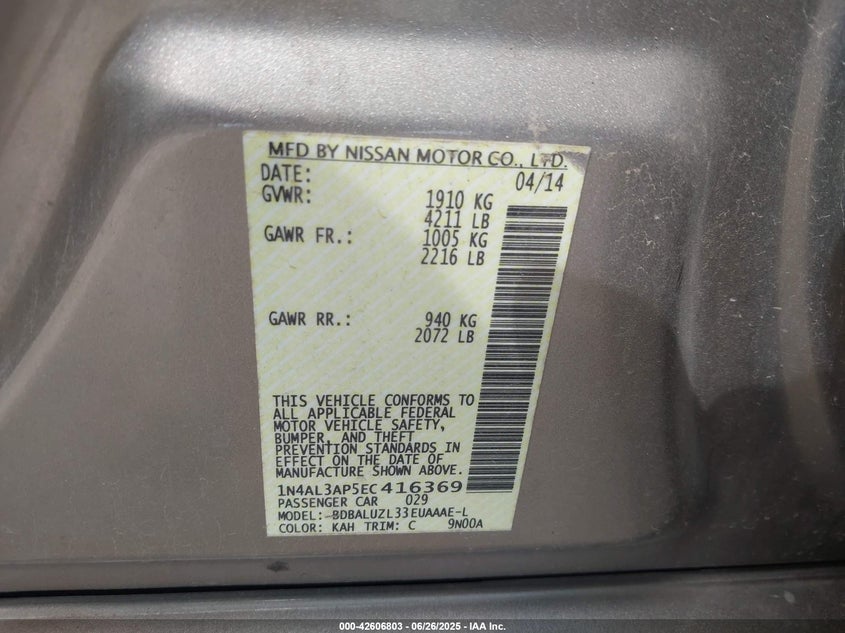 MFD BY NISSAN MOTOR CO., LTD.
DATE: 04/14
GVWR: 1910 KG
4211 LB
GAWR FR.: 1005 KG
2216 LB
GAWR RR.: 940 KG
2072 LB
THIS VEHICLE CONFORMS TO
ALL APPLICABLE FEDERAL
MOTOR VEHICLE SAFETY,
BUMPER, AND THEFT
PREVENTION STANDARDS IN
EFFECT ON THE DATE OF
MANUFACTURE SHOWN ABOVE.
1N4AL3AP5EC416369
PASSENGER CAR 029
MODEL: BDBALUZL33EUAAAE-L
COLOR: KAH TRIM: C 9N00A
000-42606803 - 06/26/2025 - IAA Inc.